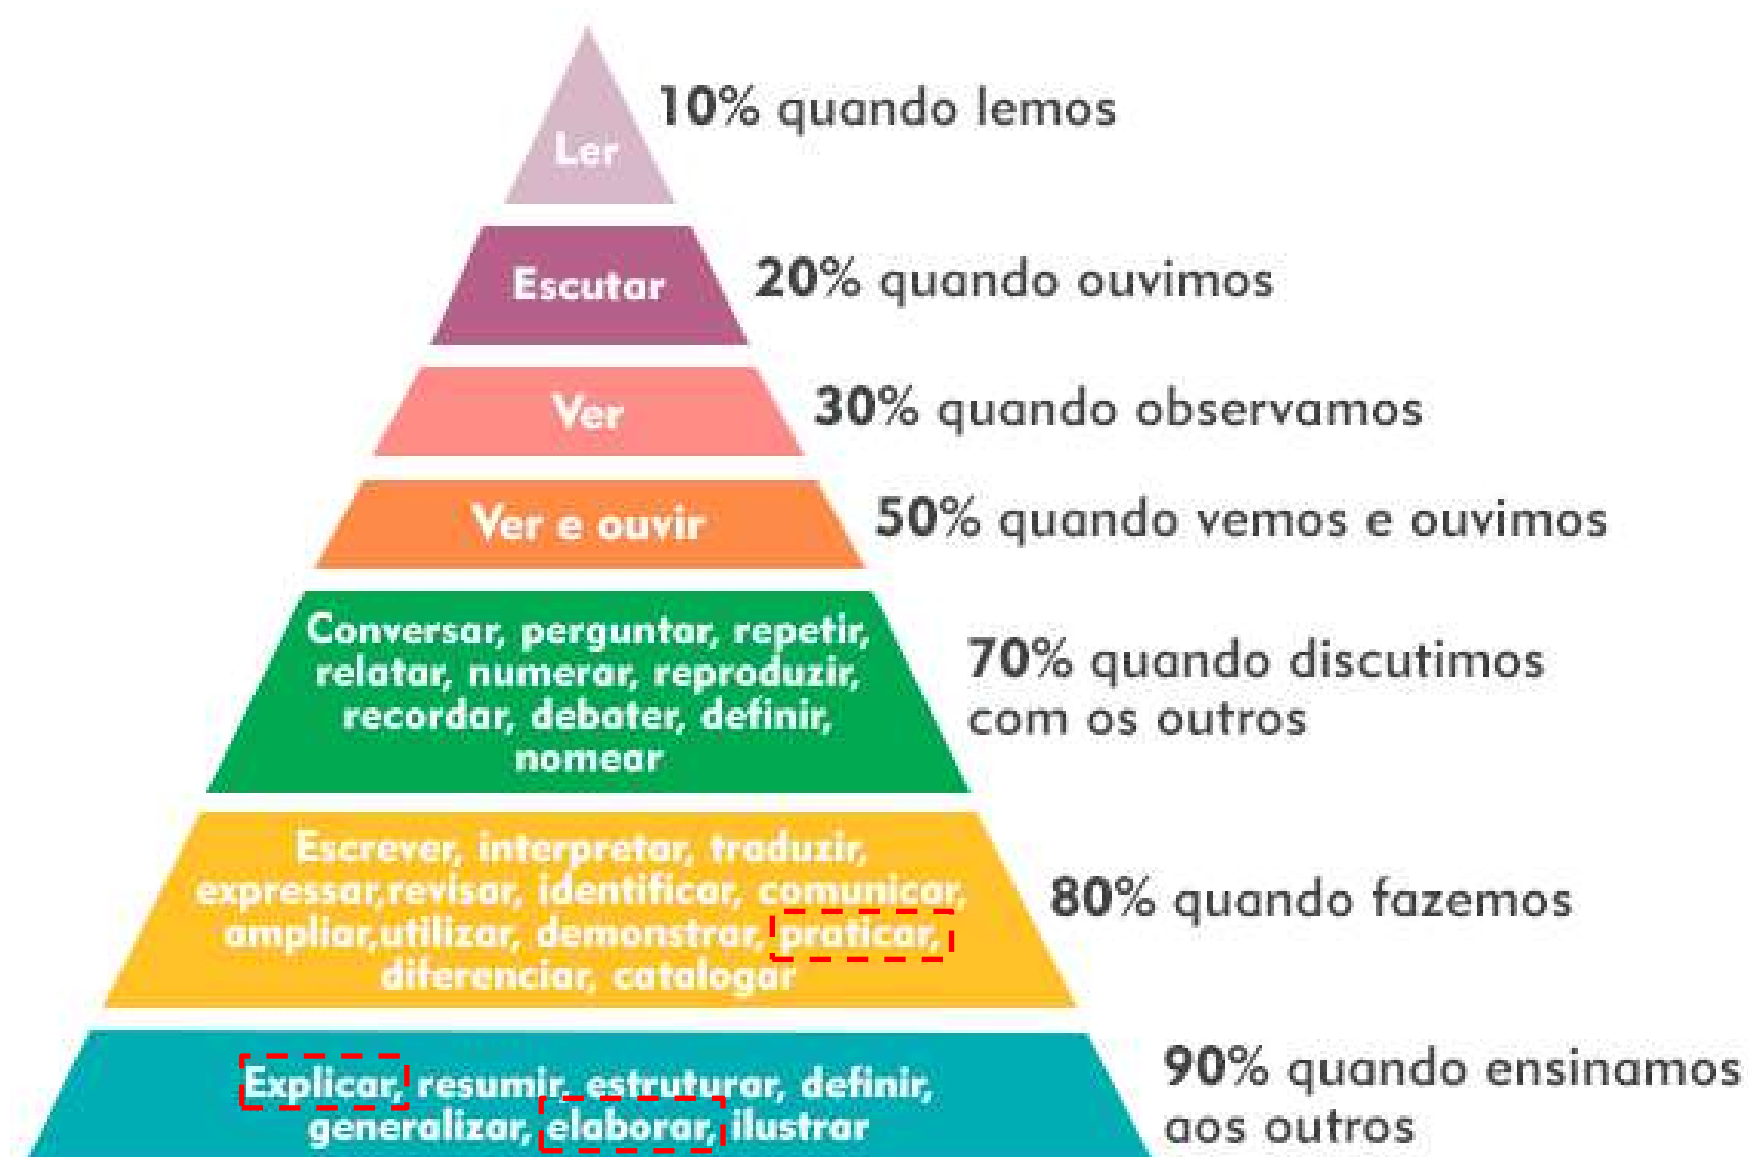 Ler
10% quando lemos
Escutar
20% quando ouvimos
Ver
30% quando observamos
Ver e ouvir
50% quando vemos e ouvimos
Conversar, perguntar, repetir,
relatar, numerar, reproduzir,
recordar, debater, definir,
nomear
70% quando discutimos
com os outros
Escrever, interpretar, traduzir,
expressar,revisar, identificar, comunicar,
ampliar,utilizar, demonstrar, praticar,
diferenciar, catalogar
80% quando fazemos
Explicar, resumir, estruturar, definir,
generalizar, elaborar, ilustrar
90% quando ensinamos
aos outros